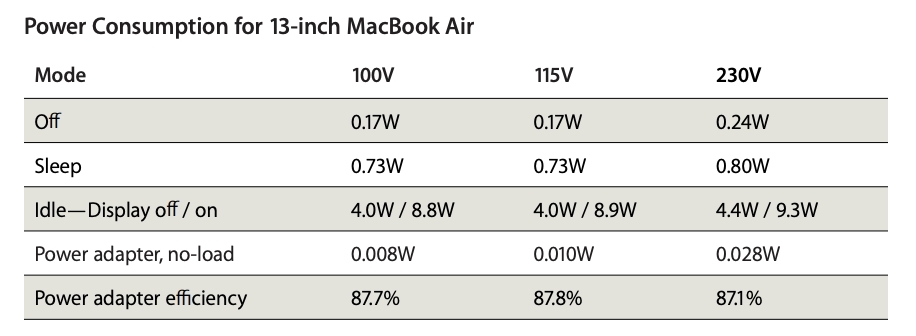 Power Consumption for 13-inch MacBook Air
Mode 100V 115V 230V
Off 0.17W 0.17W 0.24W
Sleep 0.73W 0.73W 0.80W
Idle—Display off / on 4.0W / 8.8W 4.0W / 8.9W 4.4W / 9.3W
Power adapter, no-load 0.008W 0.010W 0.028W
Power adapter efficiency 87.7% 87.8% 87.1%